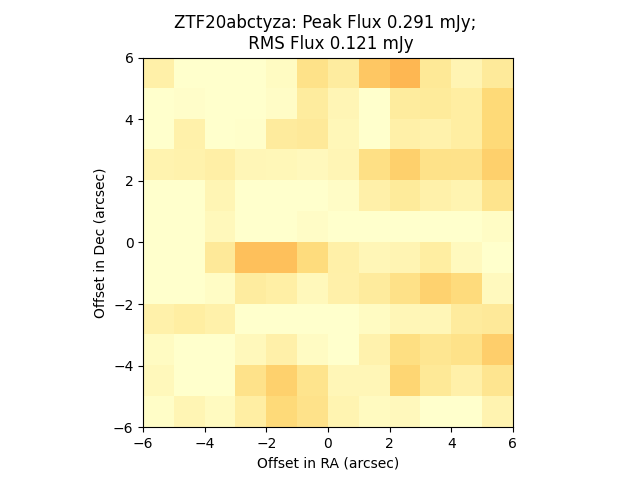 ZTF20abctyza: Peak Flux 0.291 mJy;
RMS Flux 0.121 mJy
6
4
2
0
−2
−4
−6
Offset in Dec (arcsec)
−6 −4 −2 0 2 4 6
Offset in RA (arcsec)